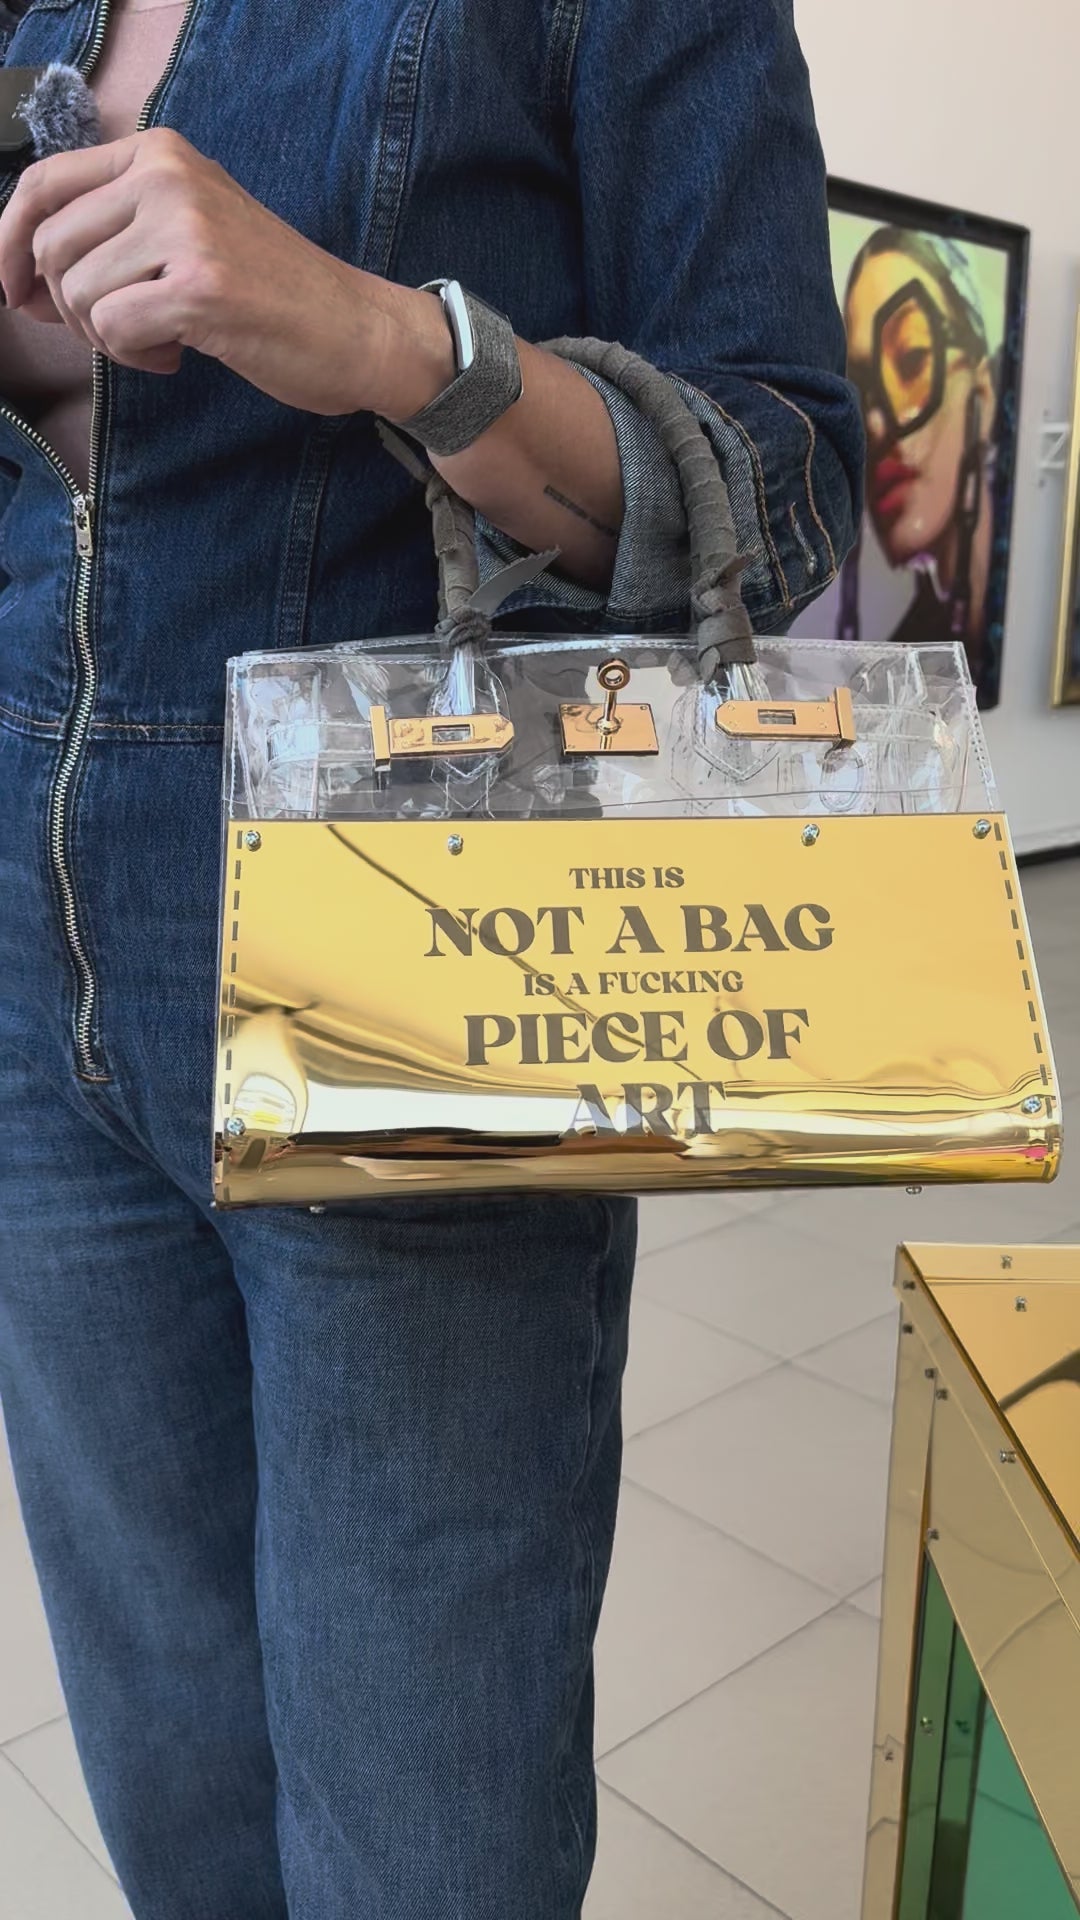 THIS IS
NOT A BAG
IS A FUCKING
PIECE OF
ART